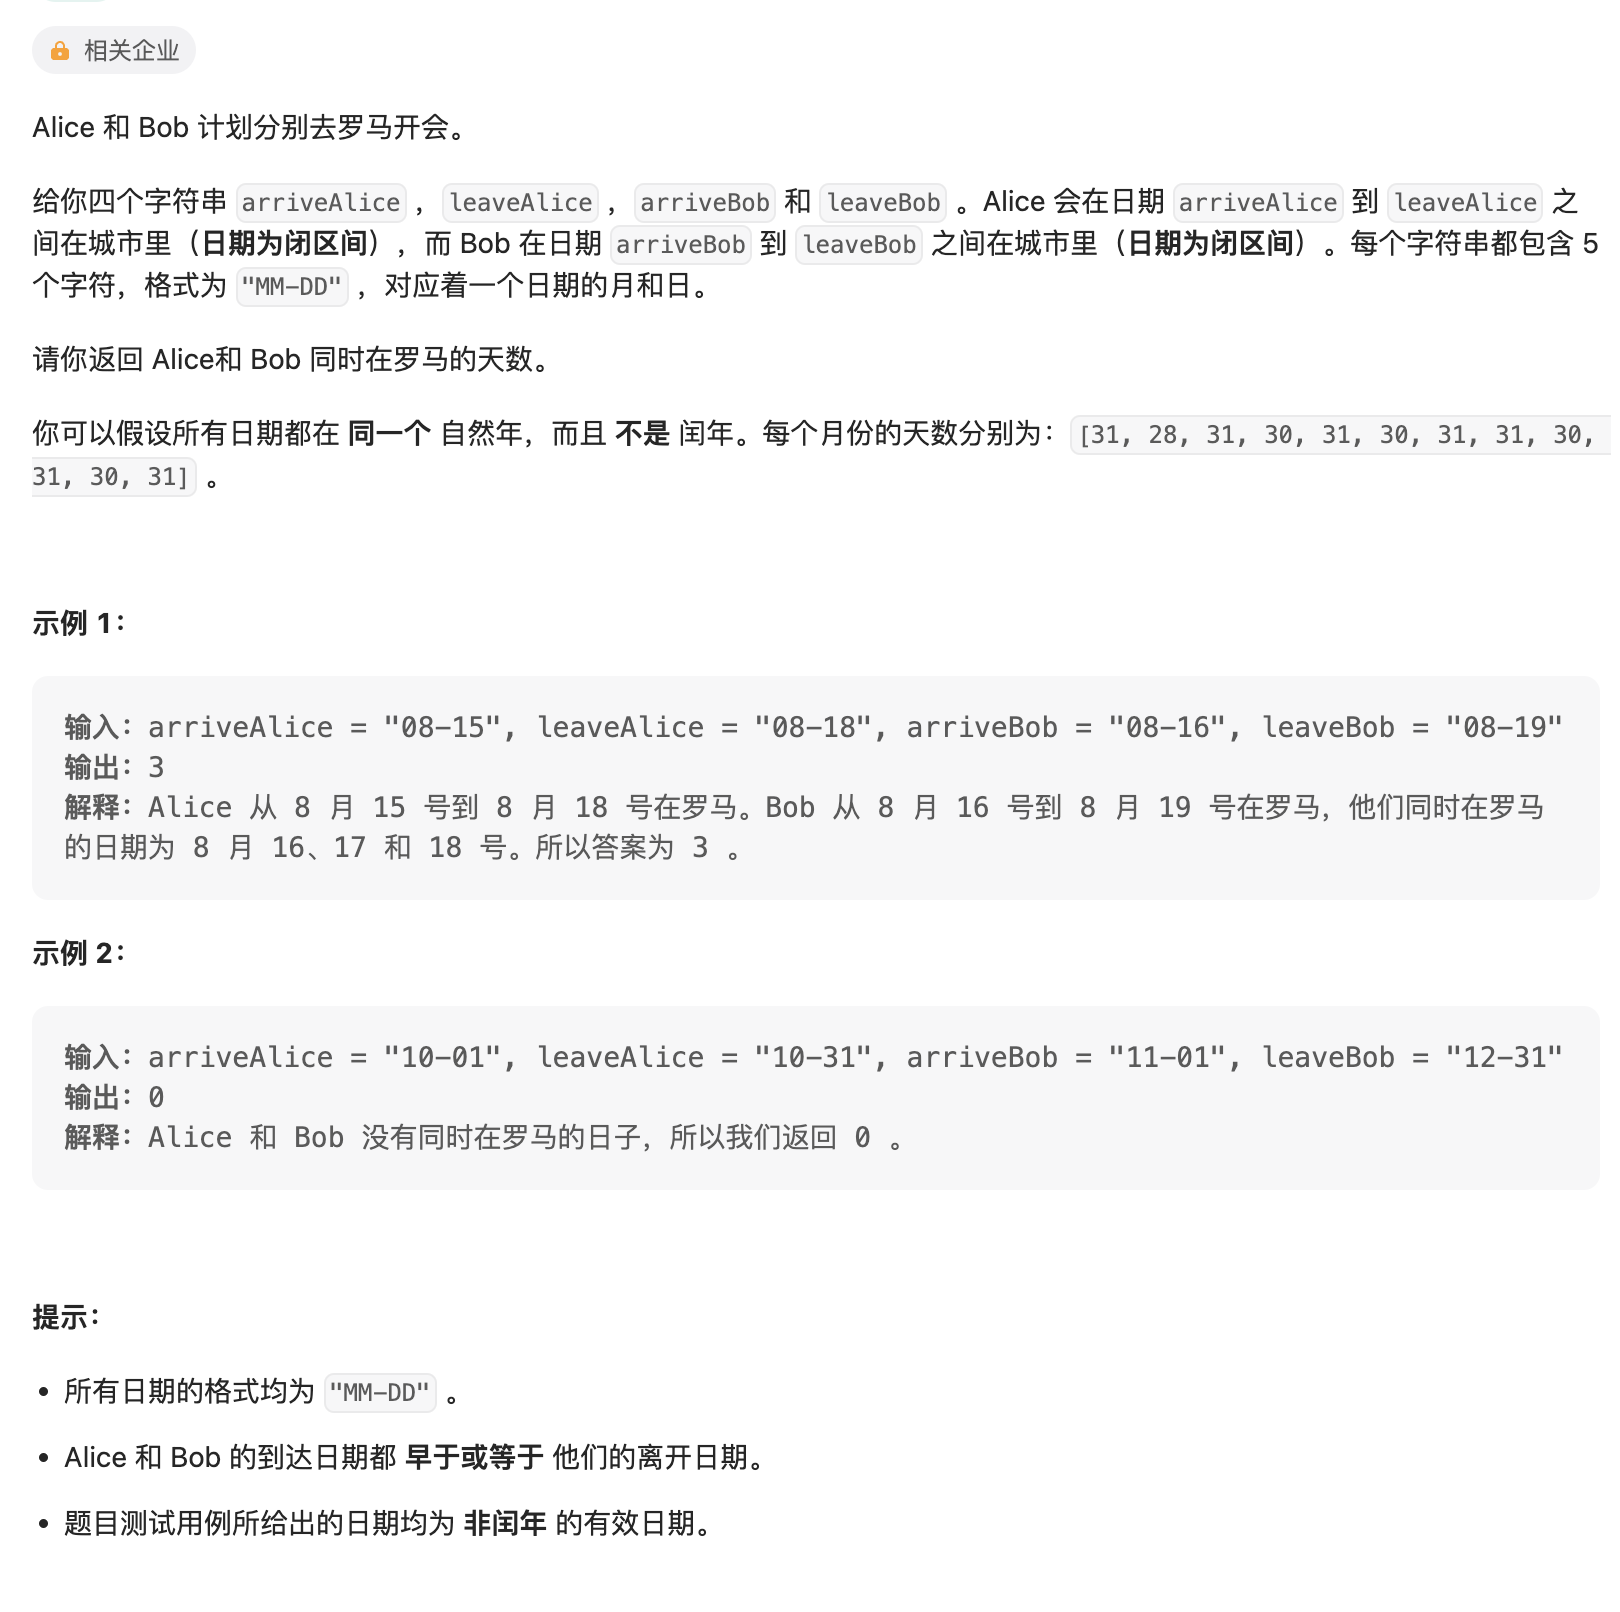 相关企业
Alice 和 Bob 计划分别去罗马开会。
给你四个字符串 arriveAlice ，leaveAlice ，arriveBob 和 leaveBob 。Alice 会在日期 arriveAlice 到 leaveAlice 之
间在城市里（日期为闭区间），而 Bob 在日期 arriveBob 到 leaveBob 之间在城市里（日期为闭区间）。每个字符串都包含 5
个字符，格式为 "MM-DD" ，对应着一个日期的月和日。
请你返回 Alice和 Bob 同时在罗马的天数。
你可以假设所有日期都在 同一个 自然年，而且 不是 闰年。每个月份的天数分别为：[31, 28, 31, 30, 31, 30, 31, 31, 30,
31, 30, 31] 。
示例 1：
输入：arriveAlice = "08-15", leaveAlice = "08-18", arriveBob = "08-16", leaveBob = "08-19"
输出：3
解释：Alice 从 8 月 15 号到 8 月 18 号在罗马。Bob 从 8 月 16 号到 8 月 19 号在罗马，他们同时在罗马
的日期为 8 月 16、17 和 18 号。所以答案为 3 。
示例 2：
输入：arriveAlice = "10-01", leaveAlice = "10-31", arriveBob = "11-01", leaveBob = "12-31"
输出：0
解释：Alice 和 Bob 没有同时在罗马的日子，所以我们返回 0 。
提示：
• 所有日期的格式均为 "MM-DD" 。
• Alice 和 Bob 的到达日期都 早于或等于 他们的离开日期。
• 题目测试用例所给出的日期均为 非闰年 的有效日期。